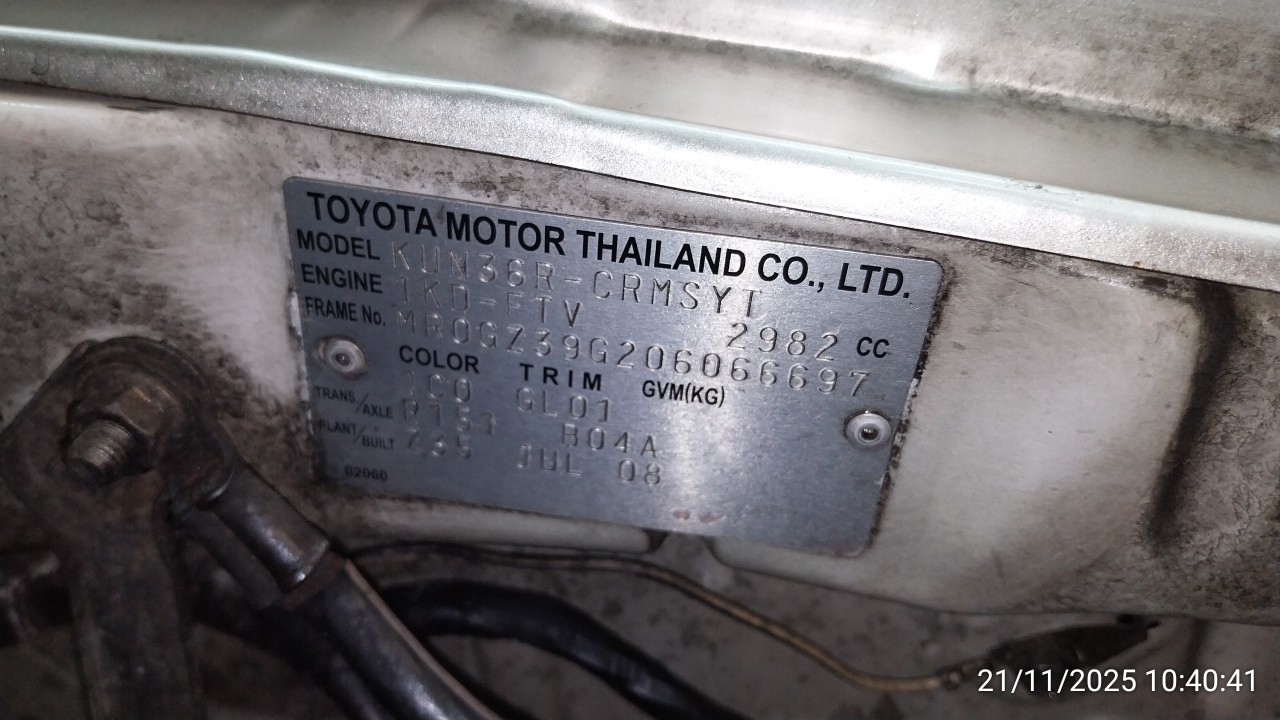 TOYOTA MOTOR THAILAND CO., LTD.
MODEL KUN36R-CRMSYT
ENGINE 1KD-FTV 2982 CC
FRAME No. MR0GZ39G206066697
COLOR TRIM GVM(KG)
1C0 GL01
TRANS/AXLE R151 B04A
PLANT/BUILT Z35 JUL 08
02060
21/11/2025 10:40:41